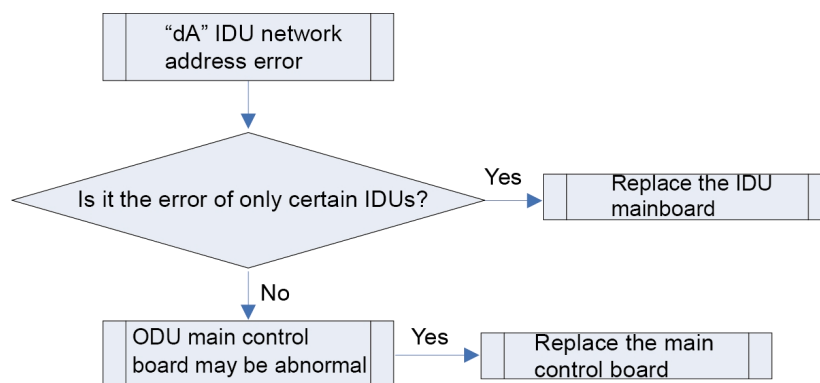 “dA” IDU network
address error
Is it the error of only certain IDUs?
Yes
Replace the IDU
mainboard
No
ODU main control
board may be abnormal
Yes
Replace the main
control board